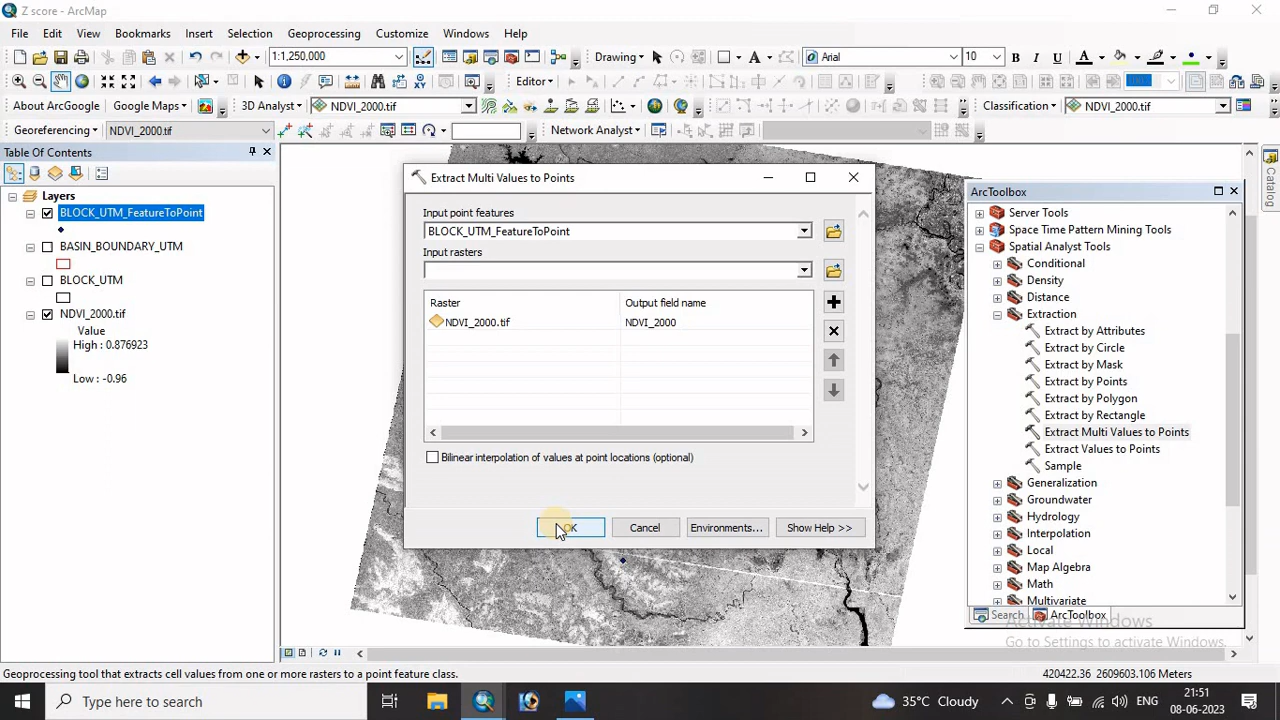 Z score - ArcMap
File Edit View Bookmarks Insert Selection Geoprocessing Customize Windows Help
1:1,250,000 Drawing Arial 10 B I U A
Editor
About ArcGoogle Google Maps 3D Analyst NDVI_2000.tif Classification NDVI_2000.tif
Georeferencing NDVI_2000.tif Network Analyst
Table Of Contents
Layers
BLOCK_UTM_FeatureToPoint
BASIN_BOUNDARY_UTM
BLOCK_UTM
NDVI_2000.tif
Value
High : 0.876923
Low : -0.96
Extract Multi Values to Points
Input point features
BLOCK_UTM_FeatureToPoint
Input rasters
Raster Output field name
NDVI_2000.tif NDVI_2000
Bilinear interpolation of values at point locations (optional)
OK Cancel Environments... Show Help >>
ArcToolbox
Server Tools
Space Time Pattern Mining Tools
Spatial Analyst Tools
Conditional
Density
Distance
Extraction
Extract by Attributes
Extract by Circle
Extract by Mask
Extract by Points
Extract by Polygon
Extract by Rectangle
Extract Multi Values to Points
Extract Values to Points
Sample
Generalization
Groundwater
Hydrology
Interpolation
Local
Map Algebra
Math
Multivariate
Search ArcToolbox
Catalog
Activate Windows
Go to Settings to activate Windows.
Geoprocessing tool that extracts cell values from one or more rasters to a point feature class.
420422.36 2609603.106 Meters
Type here to search
35°C Cloudy
ENG
21:51
08-06-2023